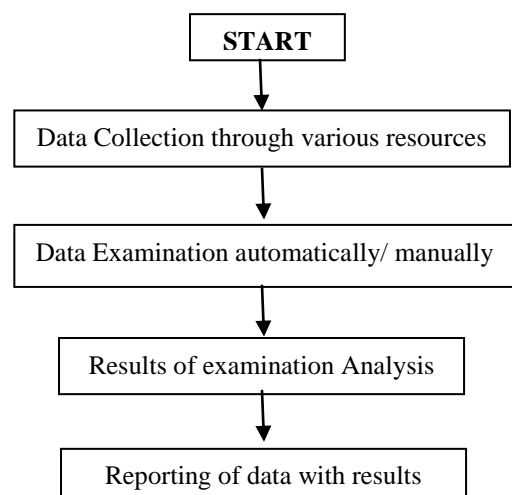 START
Data Collection through various resources
Data Examination automatically/ manually
Results of examination Analysis
Reporting of data with results